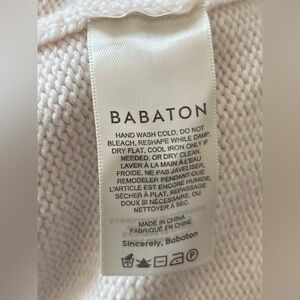 BABATON
HAND WASH COLD, DO NOT
BLEACH, RESHAPE WHILE DAMP,
DRY FLAT, COOL IRON ONLY IF
NEEDED, OR DRY CLEAN.
LAVER À LA MAIN À L'EAU
FROIDE, NE PAS JAVELISER,
REMODELER PENDANT QUE
L'ARTICLE EST ENCORE HUMIDE,
SÉCHER À PLAT, REPASSAGE
DOUX SI NÉCESSAIRE, OU
NETTOYER À SEC.
MADE IN CHINA
FABRIQUÉ EN CHINE
Sincerely, Babaton